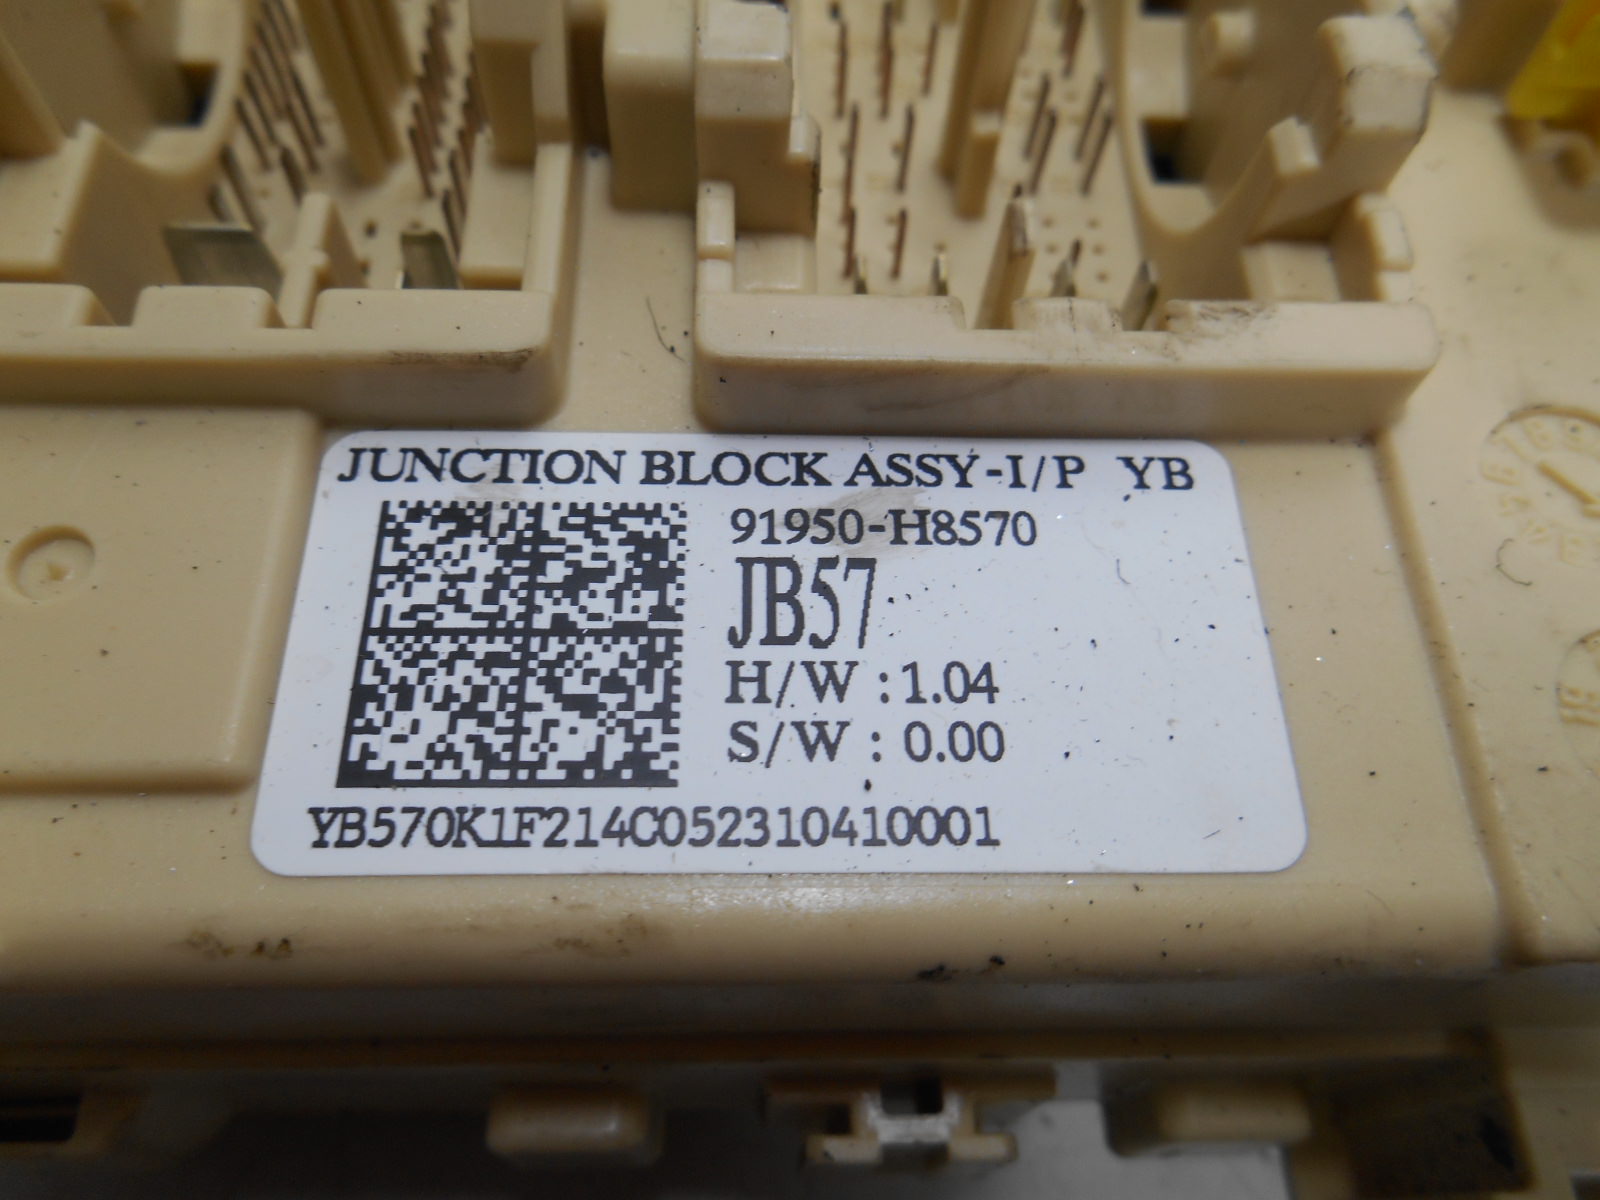 JUNCTION BLOCK ASSY-I/P YB
91950-H8570
JB57
H/W :1.04
S/W : 0.00
YB570K1F214C052310410001